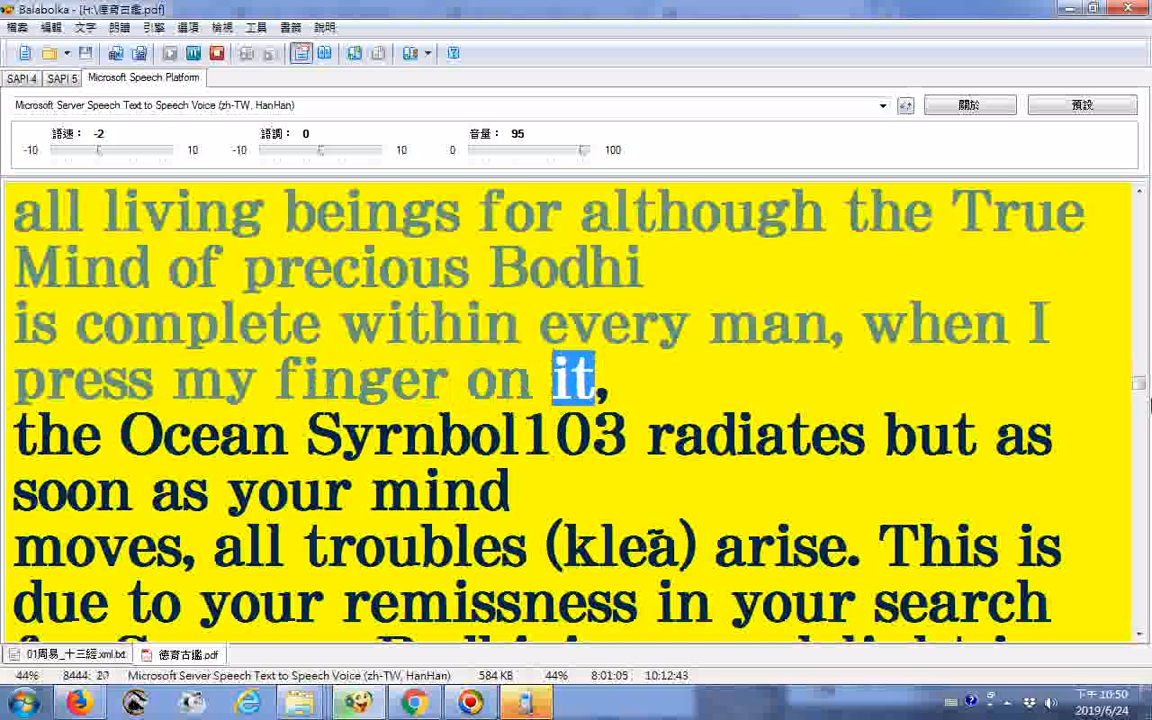 Balabolka - [H:\德育古鑑.pdf]
檔案 編輯 文字 朗讀 引擎 選項 檢視 工具 書籤 說明
SAPI 4 SAPI 5 Microsoft Speech Platform
Microsoft Server Speech Text to Speech Voice (zh-TW, HanHan) 關於 預設
語速： -2 語調： 0 音量： 95
-10 10 -10 10 0 100
all living beings for although the True
Mind of precious Bodhi
is complete within every man, when I
press my finger on it,
the Ocean Syrnbol103 radiates but as
soon as your mind
moves, all troubles (kleã) arise. This is
due to your remissness in your search
01周易_十三經.xml.txt 德育古鑑.pdf
44% 8444: 20 Microsoft Server Speech Text to Speech Voice (zh-TW, HanHan) 584 KB 44% 8:01:05 10:12:43
下午 10:50
2019/6/24